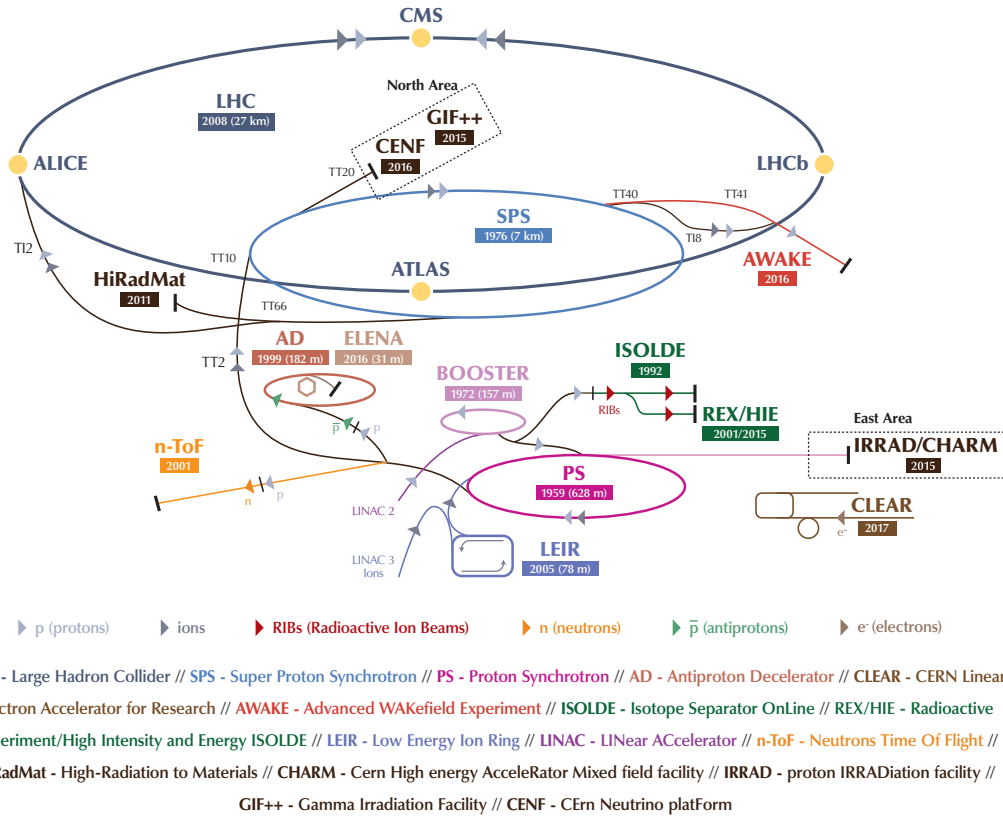 CMS
North Area
LHC
2008 (27 km)
GIF++
2015
CENF
2016
ALICE
LHCb
TT20
TT40
TT41
SPS
1976 (7 km)
TI2
TI8
TT10
AWAKE
2016
ATLAS
HiRadMat
2011
TT66
AD
1999 (182 m)
ELENA
2016 (31 m)
TT2
ISOLDE
1992
BOOSTER
1972 (157 m)
RIBs
REX/HIE
2001/2015
p̅
p
East Area
n-ToF
2001
IRRAD/CHARM
2015
PS
1959 (628 m)
n
p
LINAC 2
CLEAR
2017
e-
LINAC 3
Ions
LEIR
2005 (78 m)
p (protons)
ions
RIBs (Radioactive Ion Beams)
n (neutrons)
p̅ (antiprotons)
e- (electrons)
- Large Hadron Collider // SPS - Super Proton Synchrotron // PS - Proton Synchrotron // AD - Antiproton Decelerator // CLEAR - CERN Linear
ctron Accelerator for Research // AWAKE - Advanced WAKefield Experiment // ISOLDE - Isotope Separator OnLine // REX/HIE - Radioactive
eriment/High Intensity and Energy ISOLDE // LEIR - Low Energy Ion Ring // LINAC - LINear ACcelerator // n-ToF - Neutrons Time Of Flight //
RadMat - High-Radiation to Materials // CHARM - Cern High energy AcceleRator Mixed field facility // IRRAD - proton IRRADiation facility //
GIF++ - Gamma Irradiation Facility // CENF - CErn Neutrino platForm